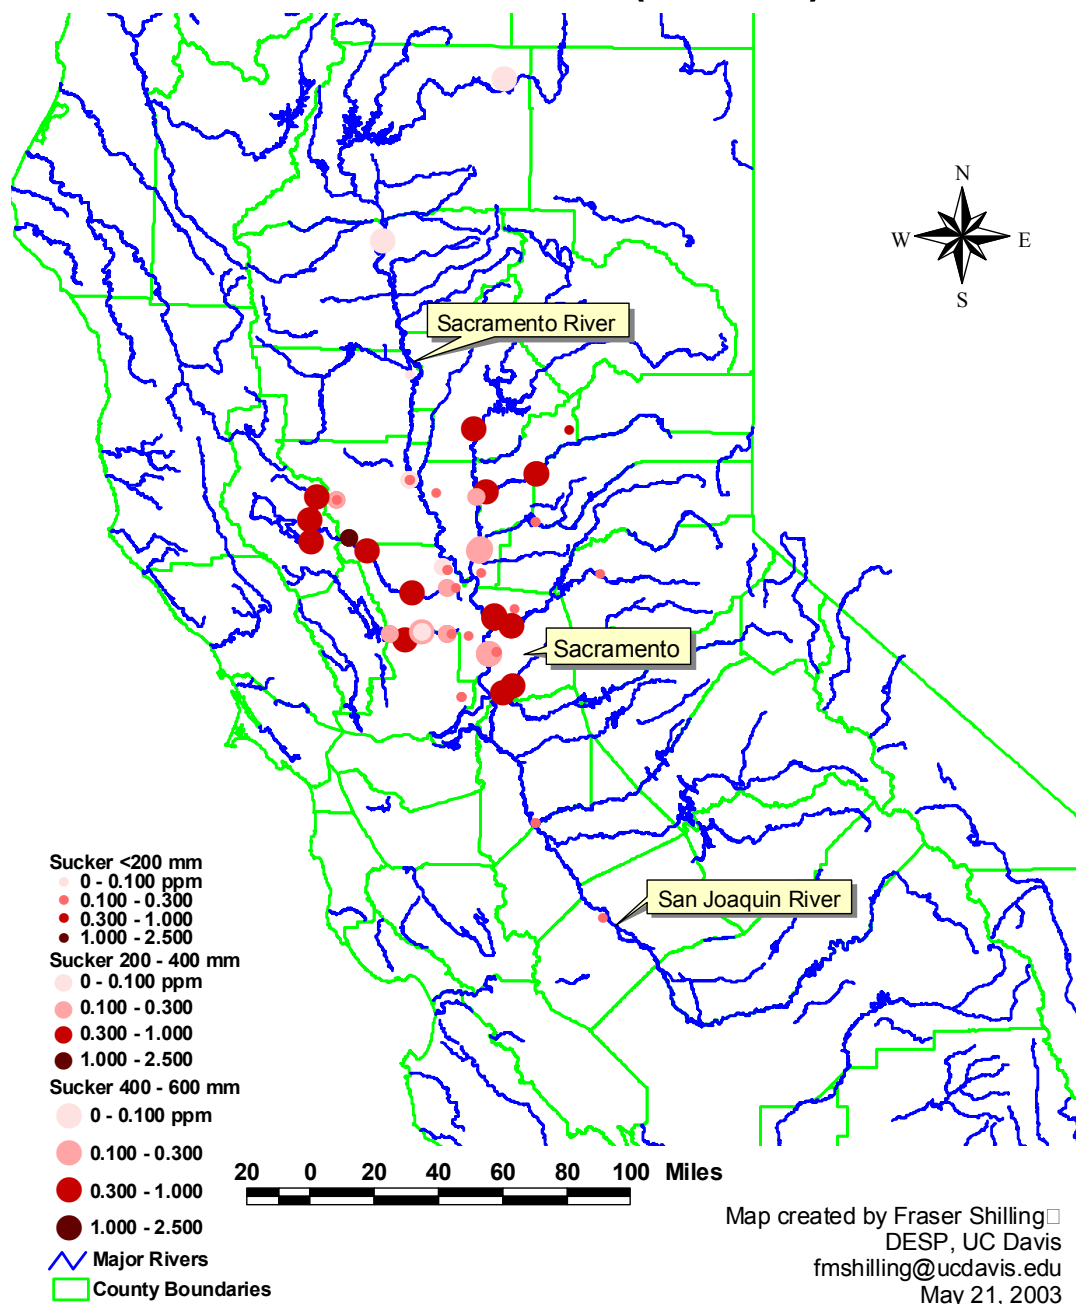 N
W
E
S
Sacramento River
Sacramento
San Joaquin River
Sucker <200 mm
0 - 0.100 ppm
0.100 - 0.300
0.300 - 1.000
1.000 - 2.500
Sucker 200 - 400 mm
0 - 0.100 ppm
0.100 - 0.300
0.300 - 1.000
1.000 - 2.500
Sucker 400 - 600 mm
0 - 0.100 ppm
0.100 - 0.300
0.300 - 1.000
1.000 - 2.500
Major Rivers
County Boundaries
20 0 20 40 60 80 100 Miles
Map created by Fraser Shilling
DESP, UC Davis
fmshilling@ucdavis.edu
May 21, 2003